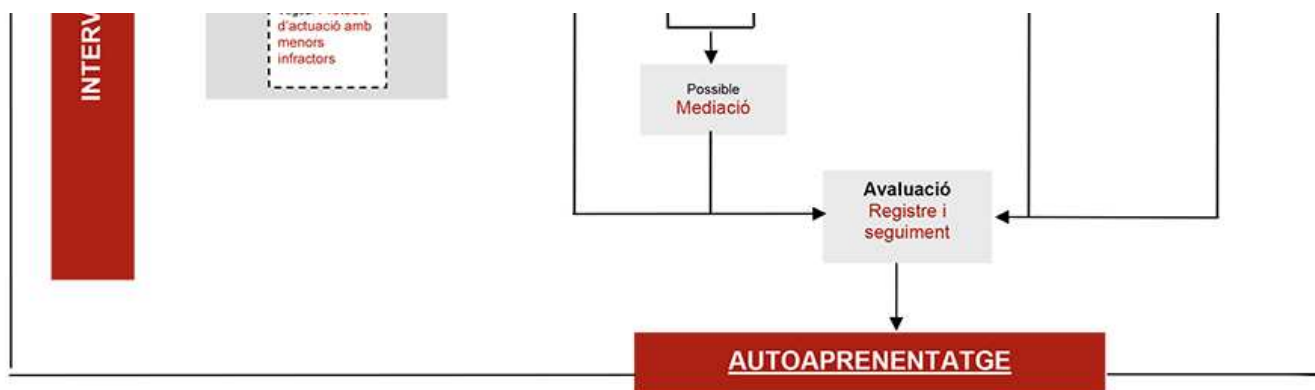 INTERV
d'actuació amb
menors
infractors
Possible
Mediació
Avaluació
Registre i
seguiment
AUTOAPRENENTATGE